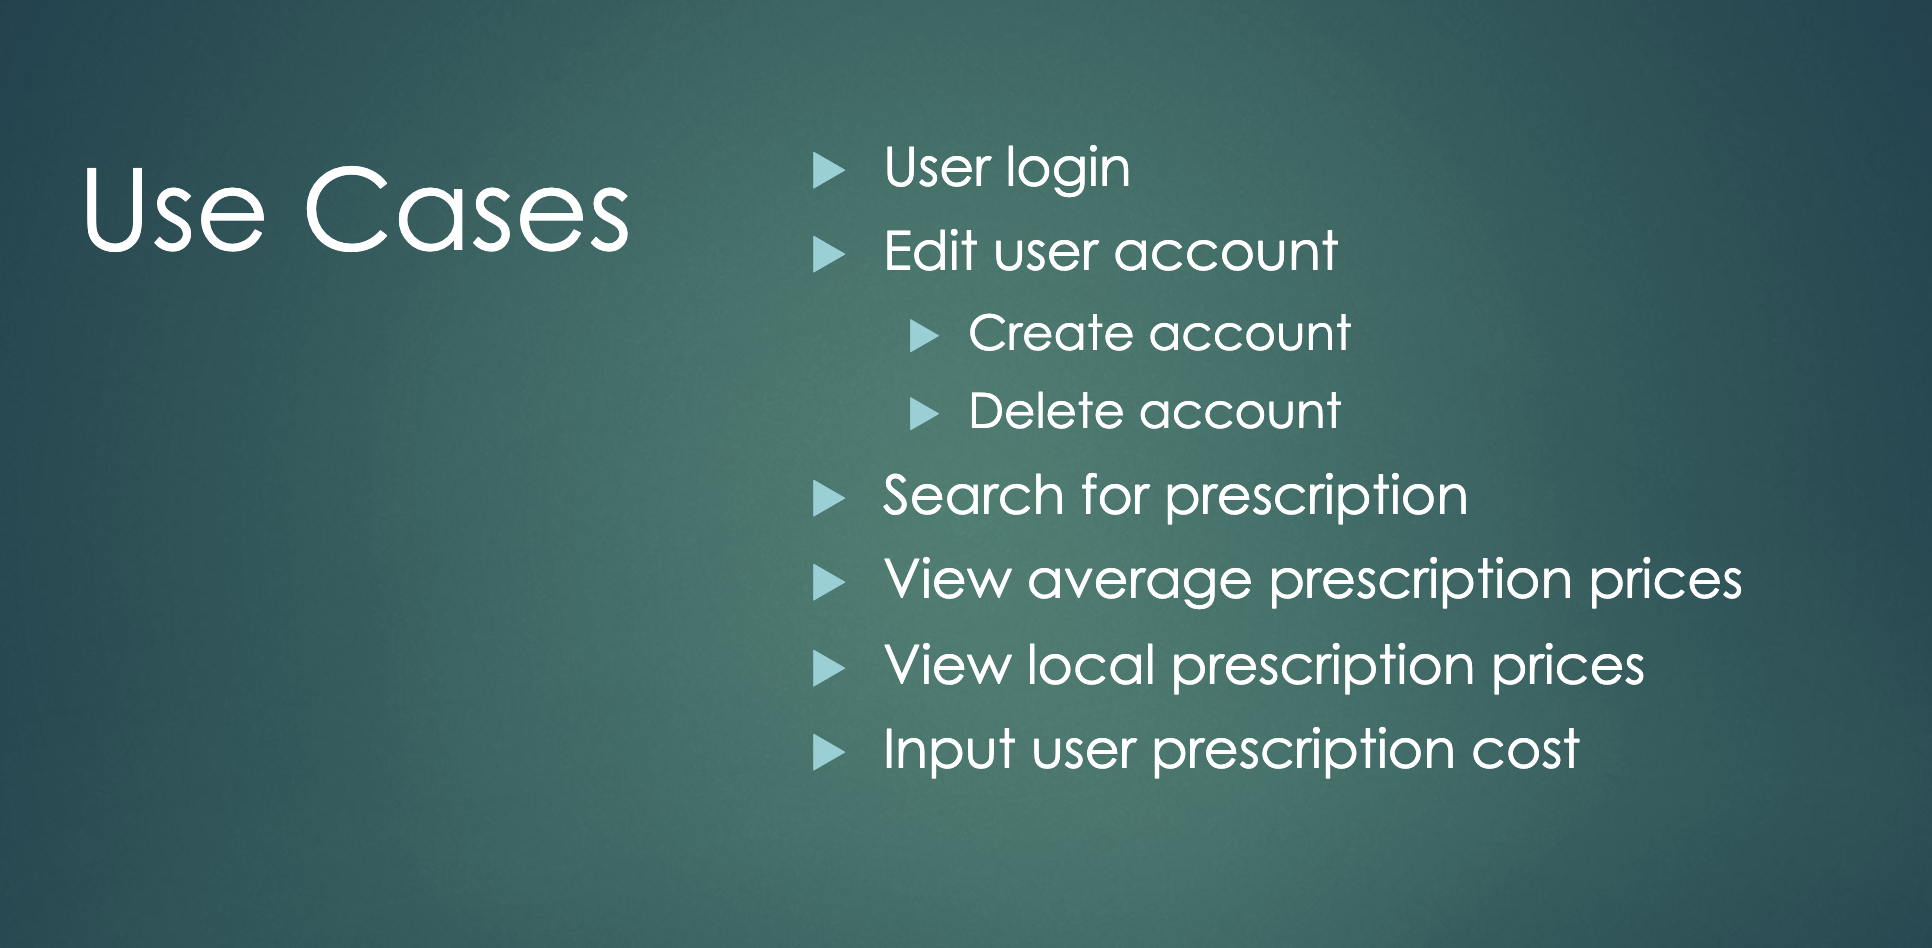 Use Cases
User login
Edit user account
Create account
Delete account
Search for prescription
View average prescription prices
View local prescription prices
Input user prescription cost